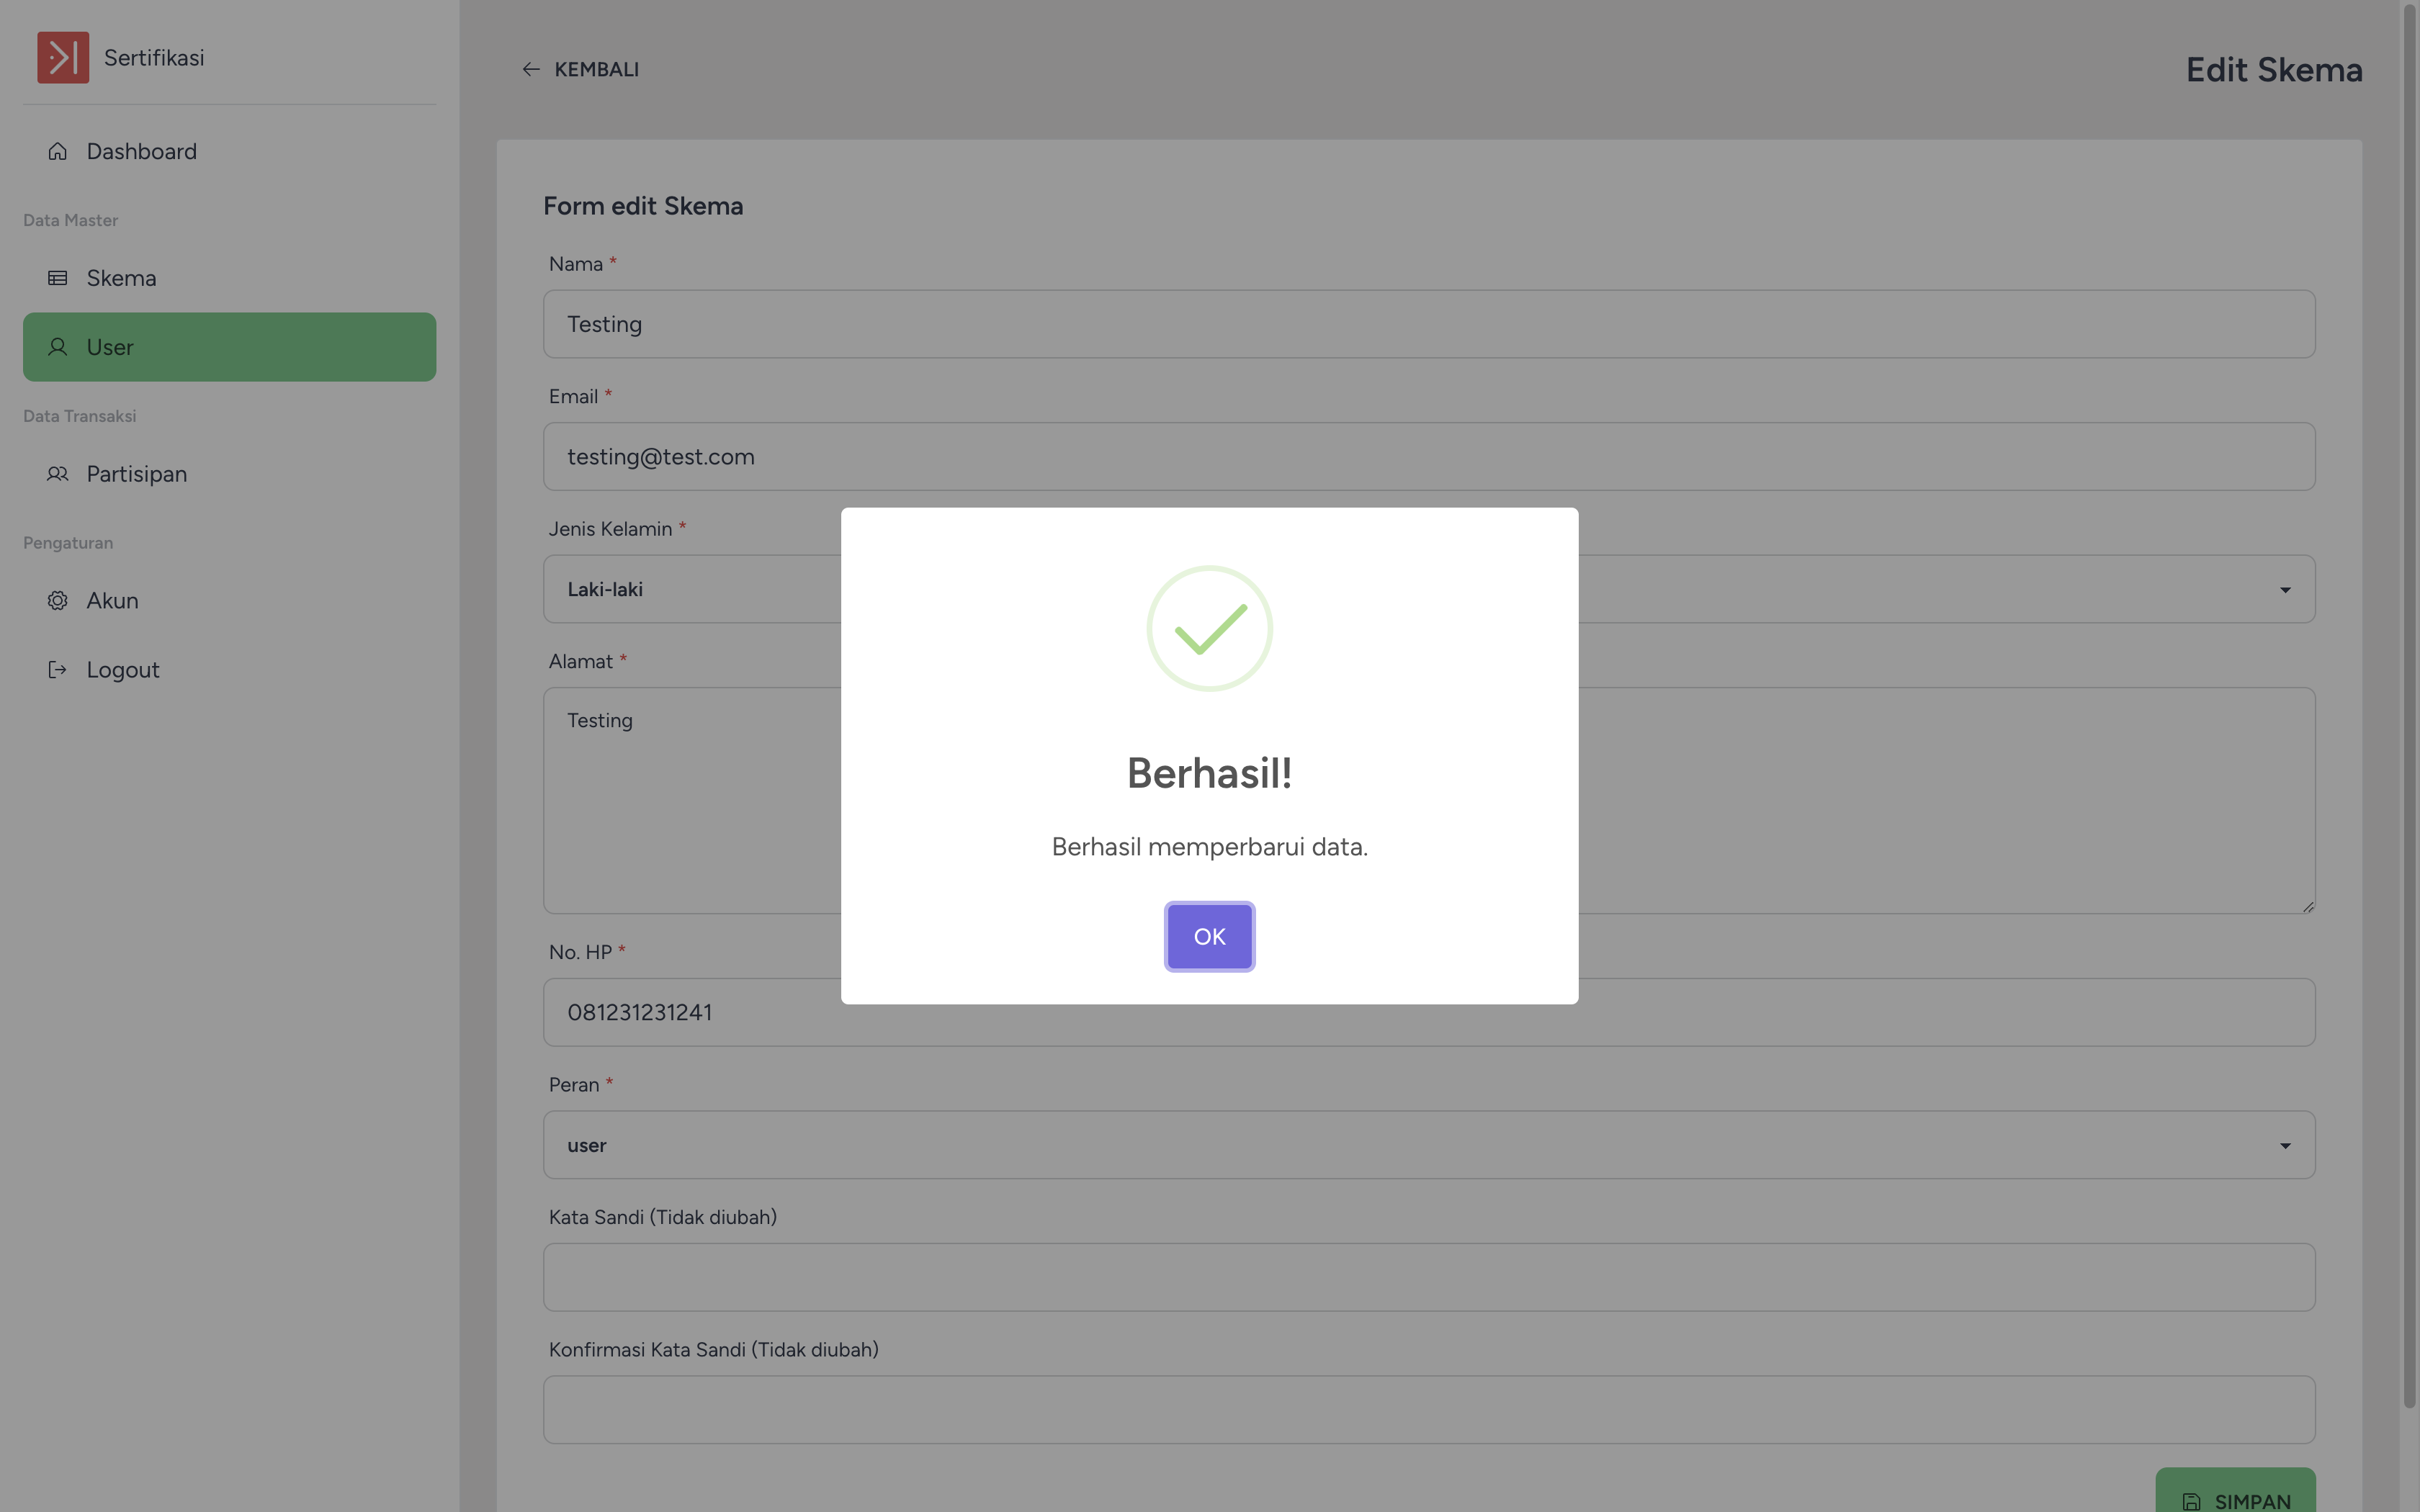 Sertifikasi
Dashboard
Data Master
Skema
User
Data Transaksi
Partisipan
Pengaturan
Akun
Logout
KEMBALI
Edit Skema
Form edit Skema
Nama *
Testing
Email *
testing@test.com
Jenis Kelamin *
Laki-laki
Alamat *
Testing
Berhasil!
Berhasil memperbarui data.
OK
No. HP *
081231231241
Peran *
user
Kata Sandi (Tidak diubah)
Konfirmasi Kata Sandi (Tidak diubah)
SIMPAN